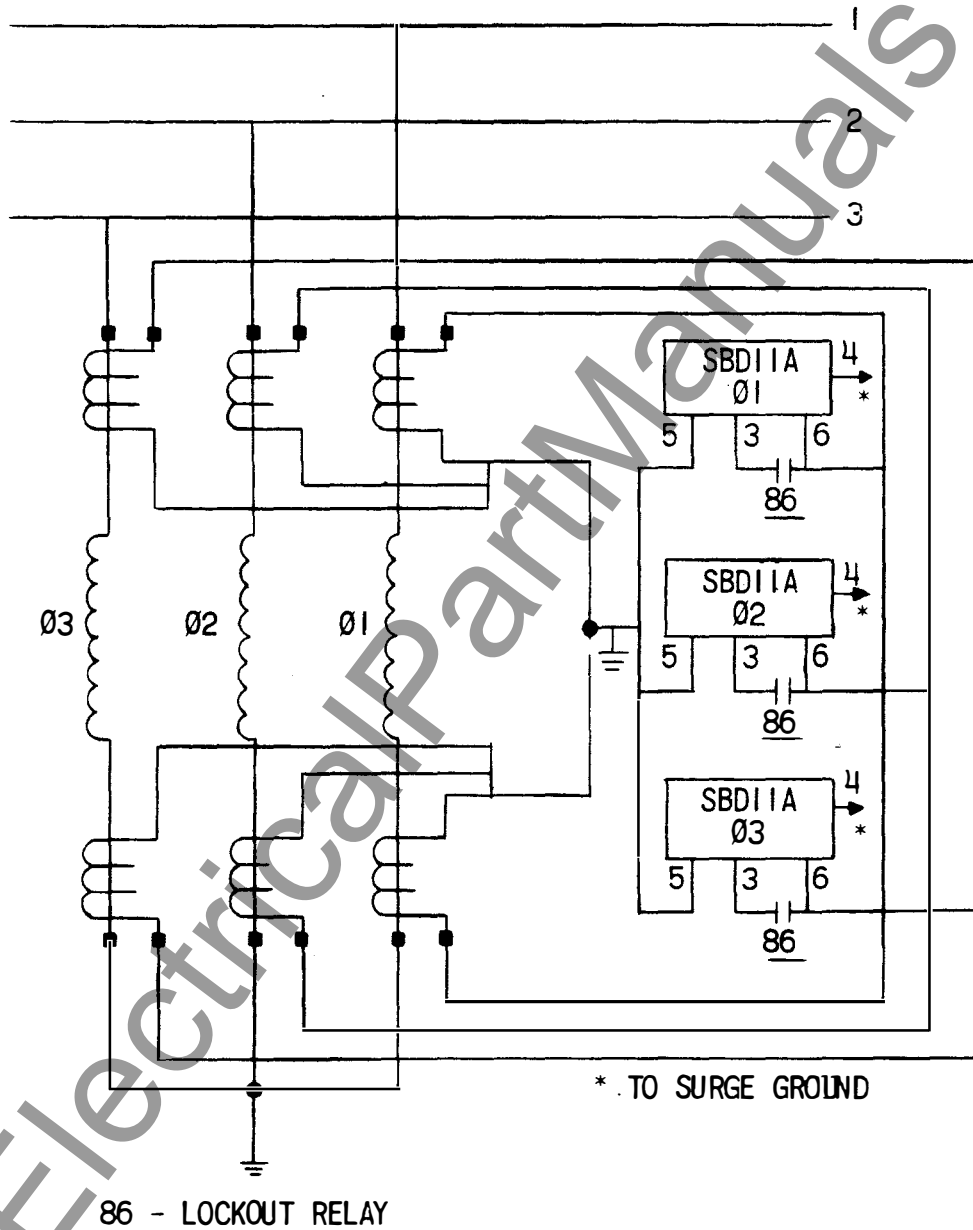 1
2
3
SBD11A
Ø1
4
*
5 3 6
86
SBD11A
Ø2
4
*
5 3 6
86
Ø3 Ø2 Ø1
SBD11A
Ø3
4
*
5 3 6
86
* TO SURGE GROUND
86 - LOCKOUT RELAY
ElectricalPartManuals